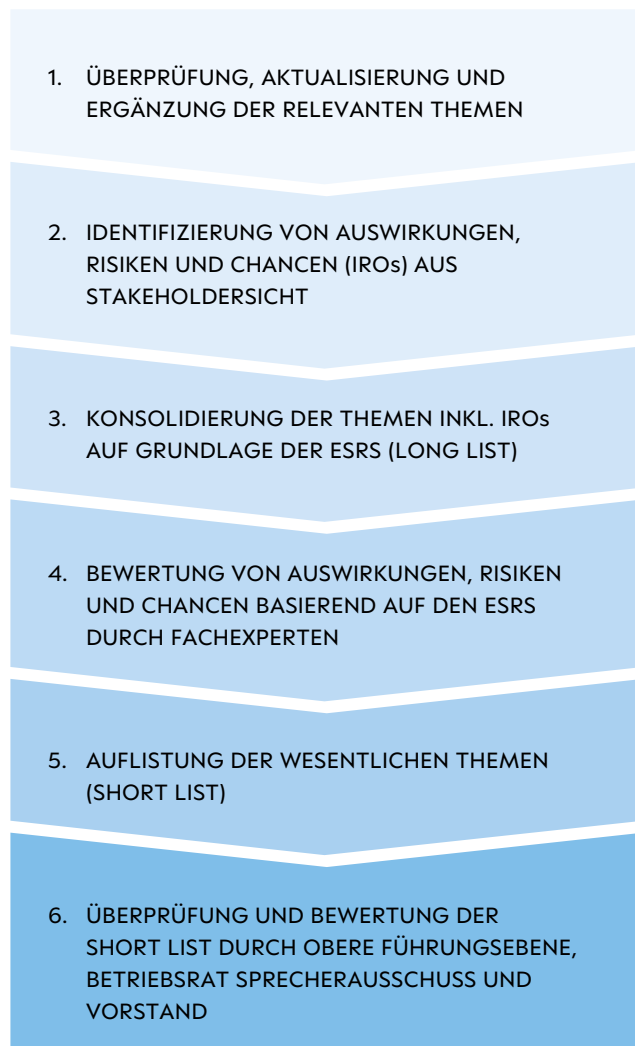 1. ÜBERPRÜFUNG, AKTUALISIERUNG UND
ERGÄNZUNG DER RELEVANTEN THEMEN
2. IDENTIFIZIERUNG VON AUSWIRKUNGEN,
RISIKEN UND CHANCEN (IROs) AUS
STAKEHOLDERSICHT
3. KONSOLIDIERUNG DER THEMEN INKL. IROs
AUF GRUNDLAGE DER ESRS (LONG LIST)
4. BEWERTUNG VON AUSWIRKUNGEN, RISIKEN
UND CHANCEN BASIEREND AUF DEN ESRS
DURCH FACHEXPERTEN
5. AUFLISTUNG DER WESENTLICHEN THEMEN
(SHORT LIST)
6. ÜBERPRÜFUNG UND BEWERTUNG DER
SHORT LIST DURCH OBERE FÜHRUNGSEBENE,
BETRIEBSRAT SPRECHERAUSSCHUSS UND
VORSTAND